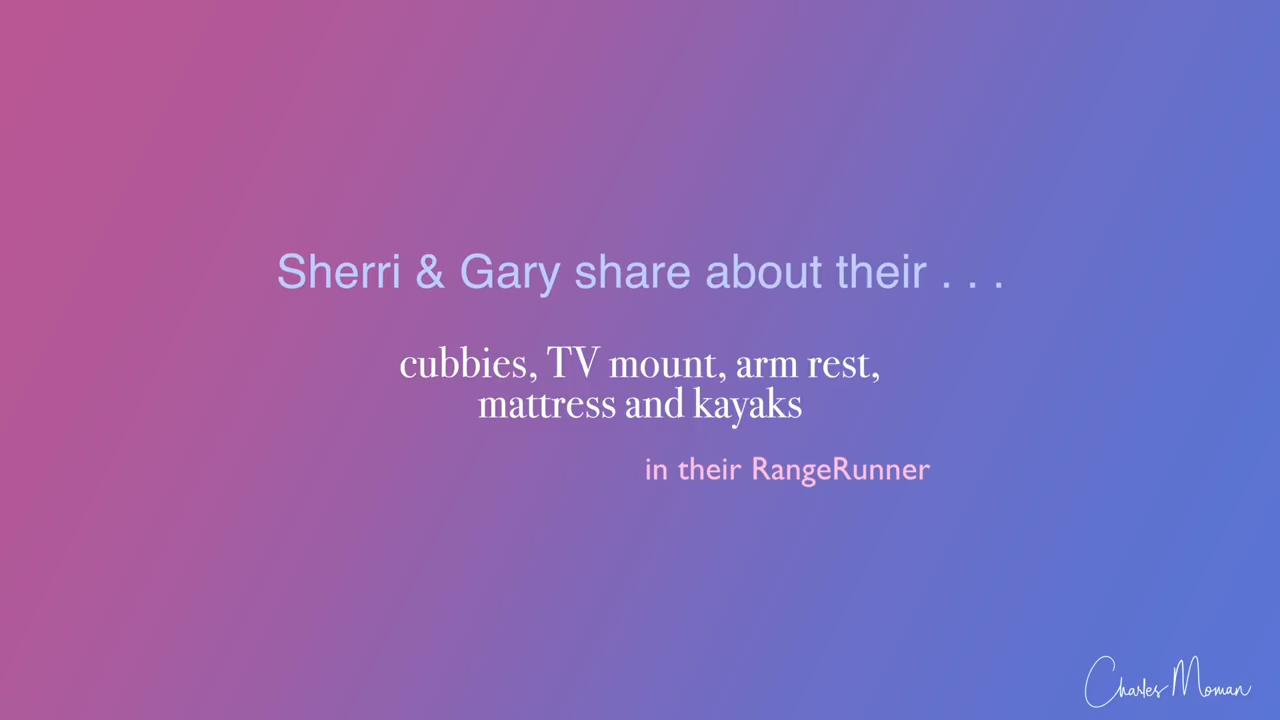 Sherri & Gary share about their . . .
cubbies, TV mount, arm rest,
mattress and kayaks
in their RangeRunner
Charles Moman